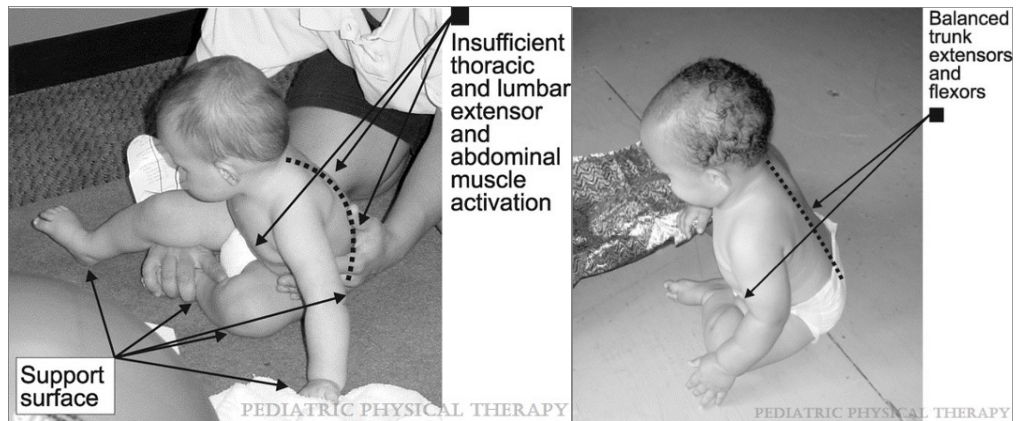 Insufficient
thoracic
and lumbar
extensor
and
abdominal
muscle
activation
Support
surface
PEDIATRIC PHYSICAL THERAPY
Balanced
trunk
extensors
and
flexors
PEDIATRIC PHYSICAL THERAPY